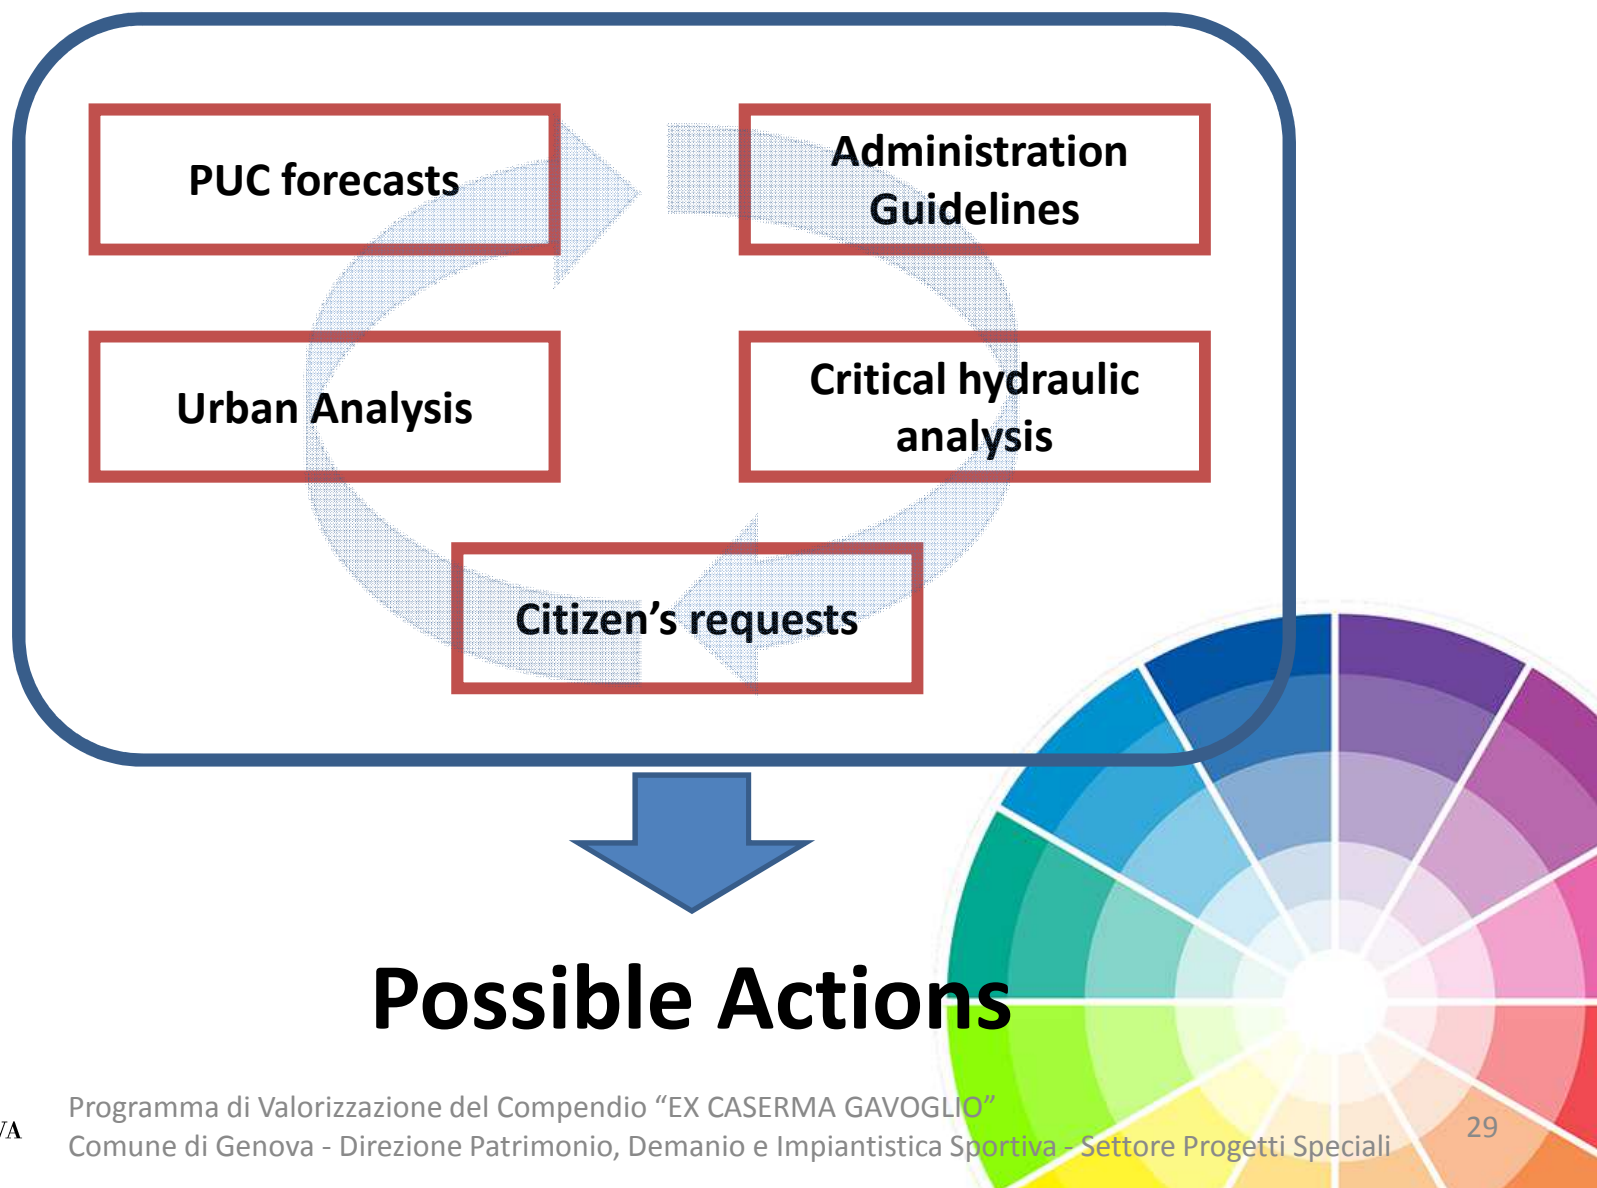 PUC forecasts
Administration
Guidelines
Urban Analysis
Critical hydraulic
analysis
Citizen’s requests
Possible Actions
Programma di Valorizzazione del Compendio “EX CASERMA GAVOGLIO”
Comune di Genova - Direzione Patrimonio, Demanio e Impiantistica Sportiva - Settore Progetti Speciali
29